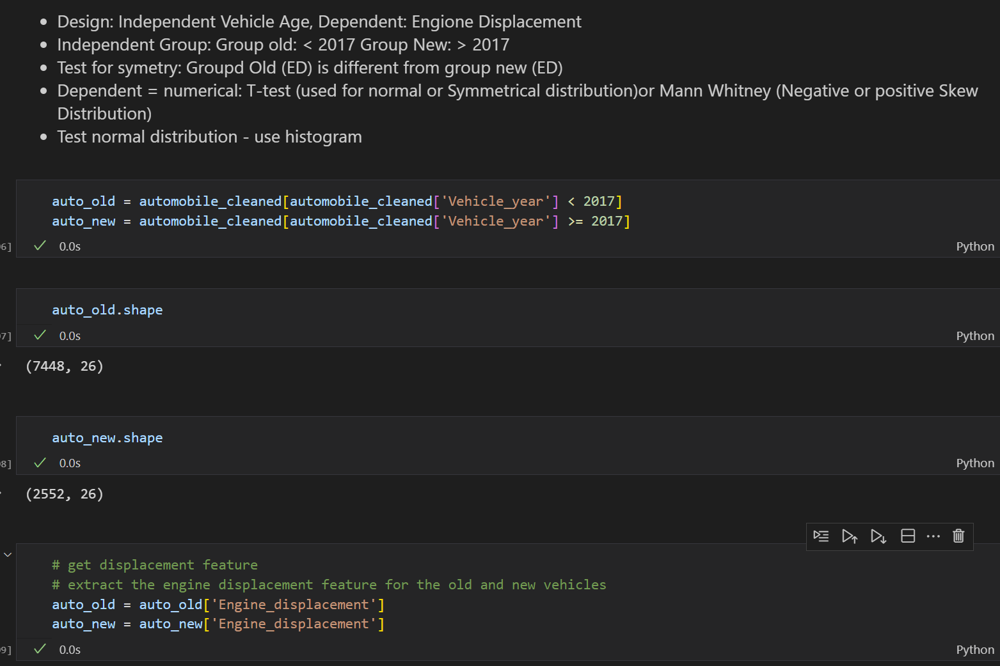 • Design: Independent Vehicle Age, Dependent: Engione Displacement
• Independent Group: Group old: < 2017 Group New: > 2017
• Test for symetry: Groupd Old (ED) is different from group new (ED)
• Dependent = numerical: T-test (used for normal or Symmetrical distribution)or Mann Whitney (Negative or positive Skew
Distribution)
• Test normal distribution - use histogram
auto_old = automobile_cleaned[automobile_cleaned['Vehicle_year'] < 2017]
auto_new = automobile_cleaned[automobile_cleaned['Vehicle_year'] >= 2017]
6] ✓ 0.0s Python
auto_old.shape
7] ✓ 0.0s Python
(7448, 26)
auto_new.shape
8] ✓ 0.0s Python
(2552, 26)
# get displacement feature
# extract the engine displacement feature for the old and new vehicles
auto_old = auto_old['Engine_displacement']
auto_new = auto_new['Engine_displacement']
9] ✓ 0.0s Python